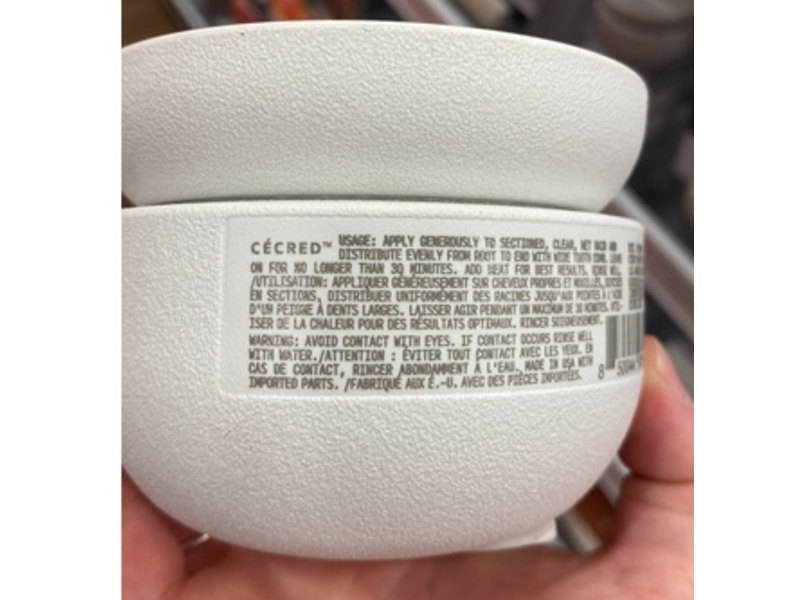 CÉCRED™ USAGE: APPLY GENEROUSLY TO SECTIONED, CLEAN, WET HAIR AND
DISTRIBUTE EVENLY FROM ROOT TO END WITH WIDE TOOTH COMB. LEAVE
ON FOR NO LONGER THAN 30 MINUTES. ADD HEAT FOR BEST RESULTS. RINSE WELL.
/UTILISATION: APPLIQUER GÉNÉREUSEMENT SUR CHEVEUX PROPRES ET MOUILLÉS, DIVISÉS
EN SECTIONS, DISTRIBUER UNIFORMÉMENT DES RACINES JUSQU'AUX POINTES À L'AIDE
D'UN PEIGNE À DENTS LARGES. LAISSER AGIR PENDANT UN MAXIMUM DE 30 MINUTES. UTIL-
ISER DE LA CHALEUR POUR DES RÉSULTATS OPTIMAUX. RINCER SOIGNEUSEMENT.
WARNING: AVOID CONTACT WITH EYES. IF CONTACT OCCURS RINSE WELL
WITH WATER./ATTENTION : ÉVITER TOUT CONTACT AVEC LES YEUX. EN
CAS DE CONTACT, RINCER ABONDAMMENT À L'EAU. MADE IN USA WITH
IMPORTED PARTS. /FABRIQUÉ AUX É.-U. AVEC DES PIÈCES IMPORTÉES.
8 50044